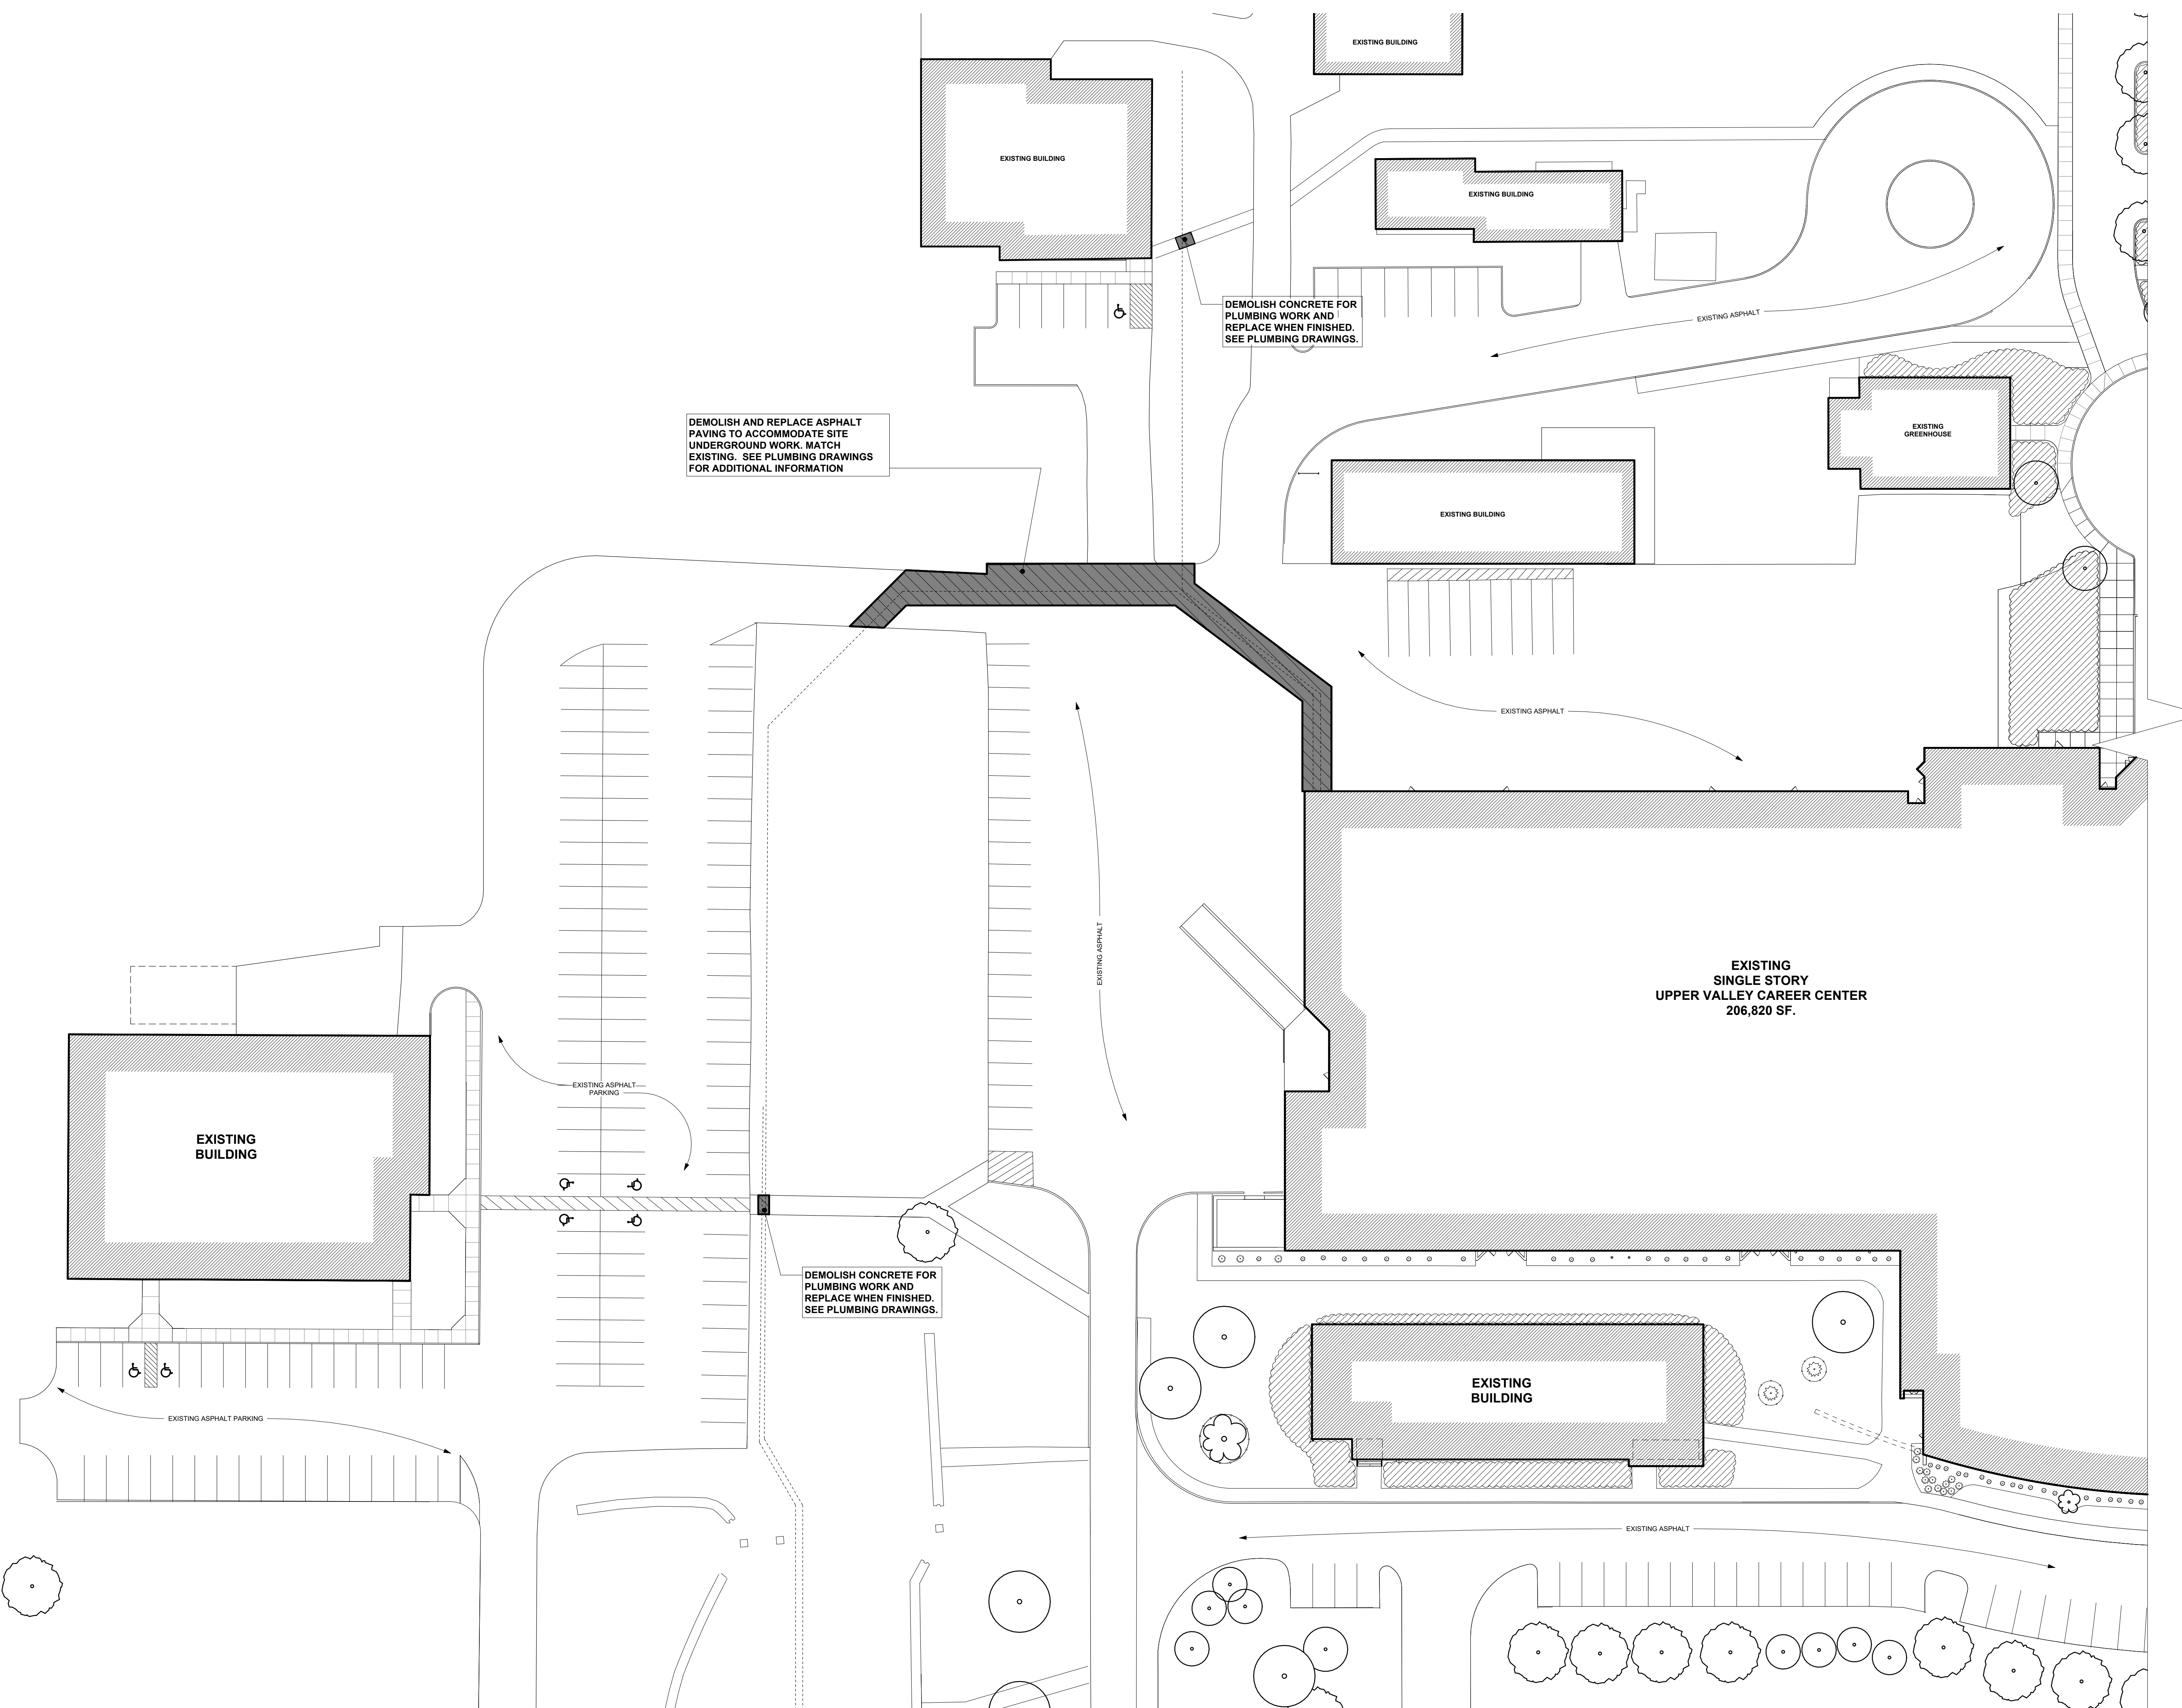 EXISTING BUILDING
EXISTING BUILDING
EXISTING BUILDING
DEMOLISH CONCRETE FOR
PLUMBING WORK AND
REPLACE WHEN FINISHED.
SEE PLUMBING DRAWINGS.
EXISTING ASPHALT
DEMOLISH AND REPLACE ASPHALT
PAVING TO ACCOMMODATE SITE
UNDERGROUND WORK. MATCH
EXISTING.  SEE PLUMBING DRAWINGS
FOR ADDITIONAL INFORMATION
EXISTING
GREENHOUSE
EXISTING BUILDING
EXISTING ASPHALT
EXISTING ASPHALT
EXISTING
SINGLE STORY
UPPER VALLEY CAREER CENTER
206,820 SF.
EXISTING ASPHALT
PARKING
EXISTING
BUILDING
DEMOLISH CONCRETE FOR
PLUMBING WORK AND
REPLACE WHEN FINISHED.
SEE PLUMBING DRAWINGS.
EXISTING
BUILDING
EXISTING ASPHALT PARKING
EXISTING ASPHALT